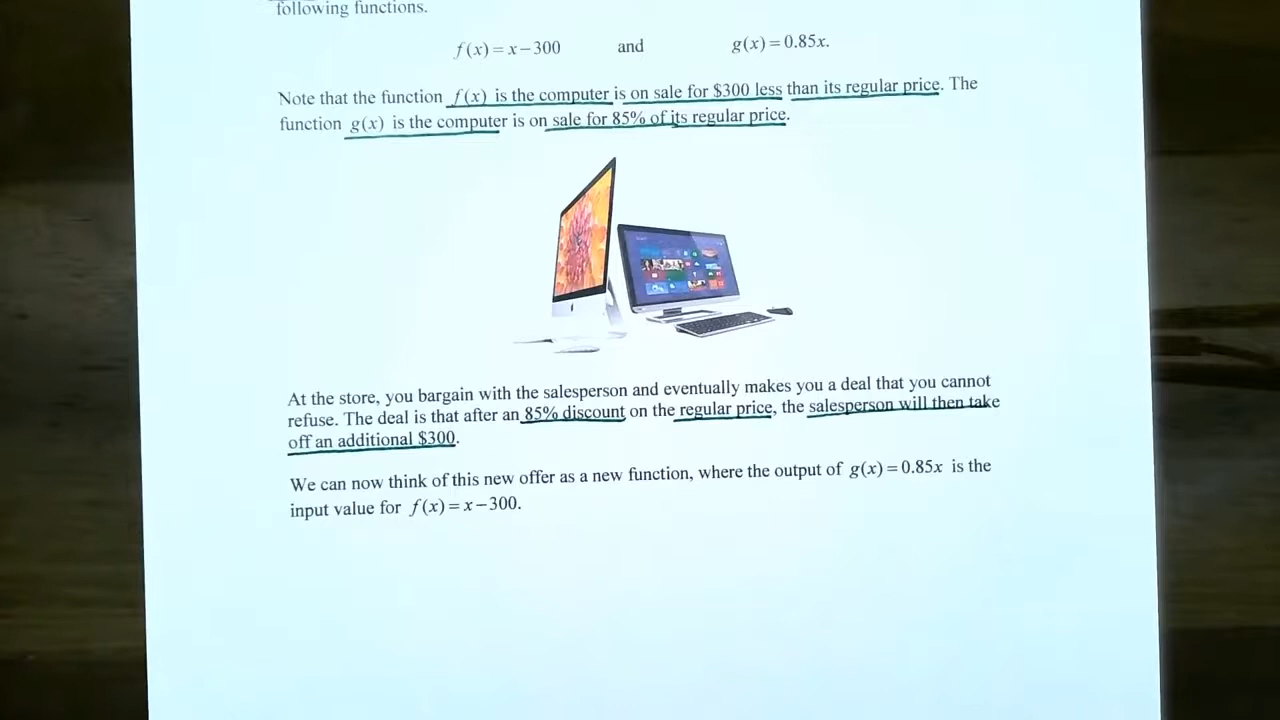 following functions.
f(x)=x−300 and g(x)=0.85x.
Note that the function f(x) is the computer is on sale for $300 less than its regular price. The
function g(x) is the computer is on sale for 85% of its regular price.
At the store, you bargain with the salesperson and eventually makes you a deal that you cannot
refuse. The deal is that after an 85% discount on the regular price, the salesperson will then take
off an additional $300.
We can now think of this new offer as a new function, where the output of g(x)=0.85x is the
input value for f(x)=x−300.